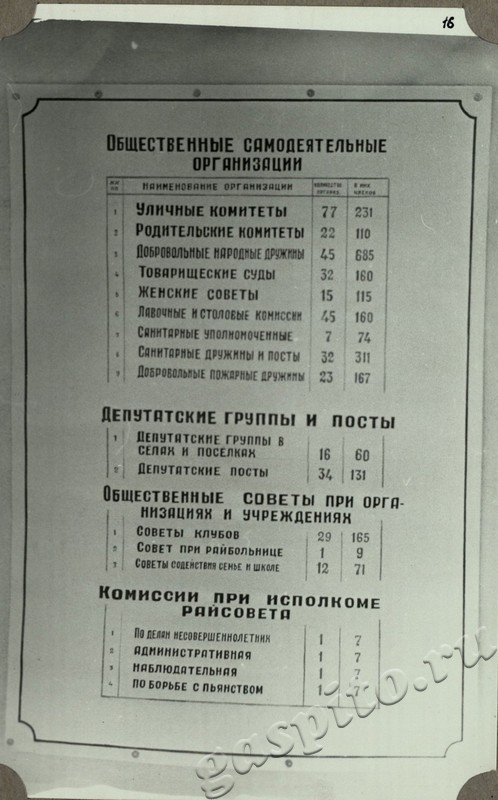 16
ОБЩЕСТВЕННЫЕ САМОДЕЯТЕЛЬНЫЕ
ОРГАНИЗАЦИИ
НАИМЕНОВАНИЕ ОРГАНИЗАЦИИ
1 УЛИЧНЫЕ КОМИТЕТЫ 77 231
2 РОДИТЕЛЬСКИЕ КОМИТЕТЫ 22 110
3 ДОБРОВОЛЬНЫЕ НАРОДНЫЕ ДРУЖИНЫ 45 685
4 ТОВАРИЩЕСКИЕ СУДЫ 32 160
5 ЖЕНСКИЕ СОВЕТЫ 15 115
6 ЛАВОЧНЫЕ И СТОЛОВЫЕ КОМИССИИ 45 160
7 САНИТАРНЫЕ УПОЛНОМОЧЕННЫЕ 7 74
8 САНИТАРНЫЕ ДРУЖИНЫ И ПОСТЫ 32 311
9 ДОБРОВОЛЬНЫЕ ПОЖАРНЫЕ ДРУЖИНЫ 23 167
ДЕПУТАТСКИЕ ГРУППЫ И ПОСТЫ
1 ДЕПУТАТСКИЕ ГРУППЫ В
СЕЛАХ И ПОСЕЛКАХ 16 60
2 ДЕПУТАТСКИЕ ПОСТЫ 34 131
ОБЩЕСТВЕННЫЕ СОВЕТЫ ПРИ ОРГА-
НИЗАЦИЯХ И УЧРЕЖДЕНИЯХ
1 СОВЕТЫ КЛУБОВ 29 165
2 СОВЕТ ПРИ РАЙБОЛЬНИЦЕ 1 9
3 СОВЕТЫ СОДЕЙСТВИЯ СЕМЬЕ И ШКОЛЕ 12 71
КОМИССИИ ПРИ ИСПОЛКОМЕ
РАЙСОВЕТА
1 ПО ДЕЛАМ НЕСОВЕРШЕННОЛЕТНИХ 1 7
2 АДМИНИСТРАТИВНАЯ 1 7
3 НАБЛЮДАТЕЛЬНАЯ 1 7
4 ПО БОРЬБЕ С ПЬЯНСТВОМ 1 7
gaspito.ru